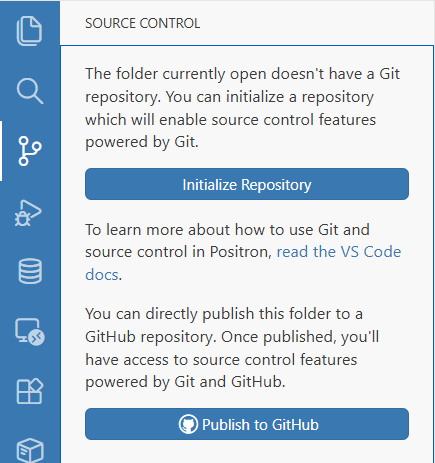 SOURCE CONTROL
The folder currently open doesn't have a Git
repository. You can initialize a repository
which will enable source control features
powered by Git.
Initialize Repository
To learn more about how to use Git and
source control in Positron, read the VS Code
docs.
You can directly publish this folder to a
GitHub repository. Once published, you'll
have access to source control features
powered by Git and GitHub.
Publish to GitHub